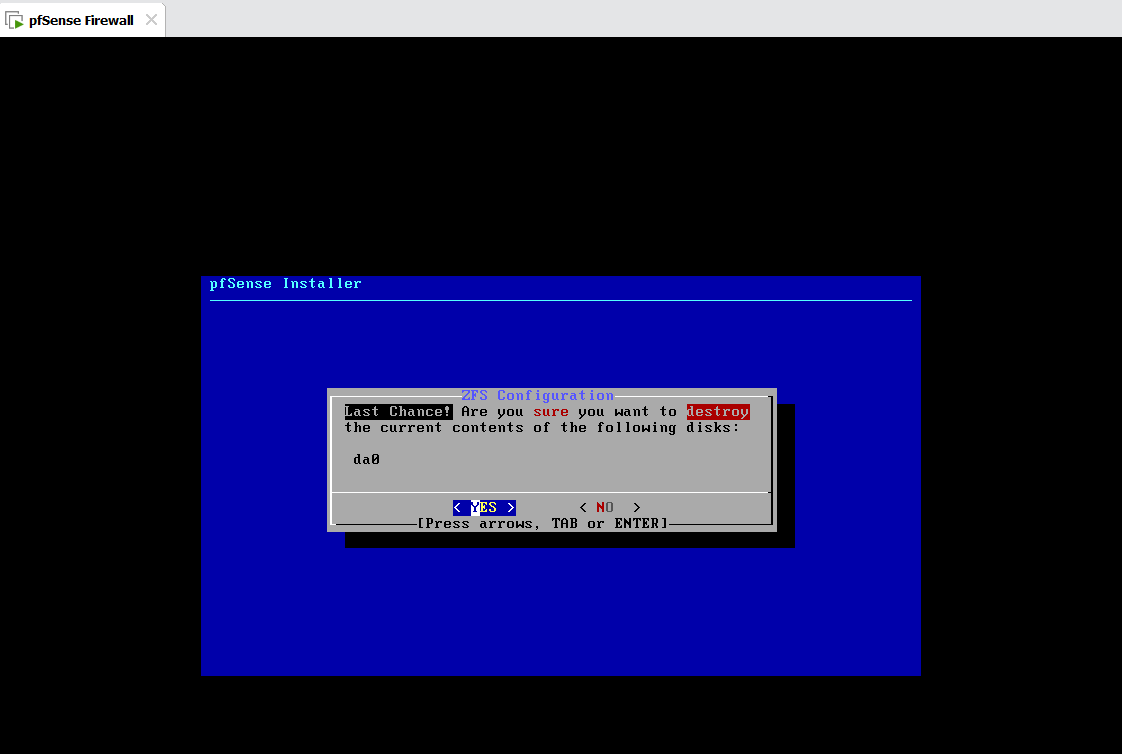 pfSense Firewall
pfSense Installer
ZFS Configuration
Last Chance! Are you sure you want to destroy
the current contents of the following disks:
da0
< YES > < NO >
[Press arrows, TAB or ENTER]